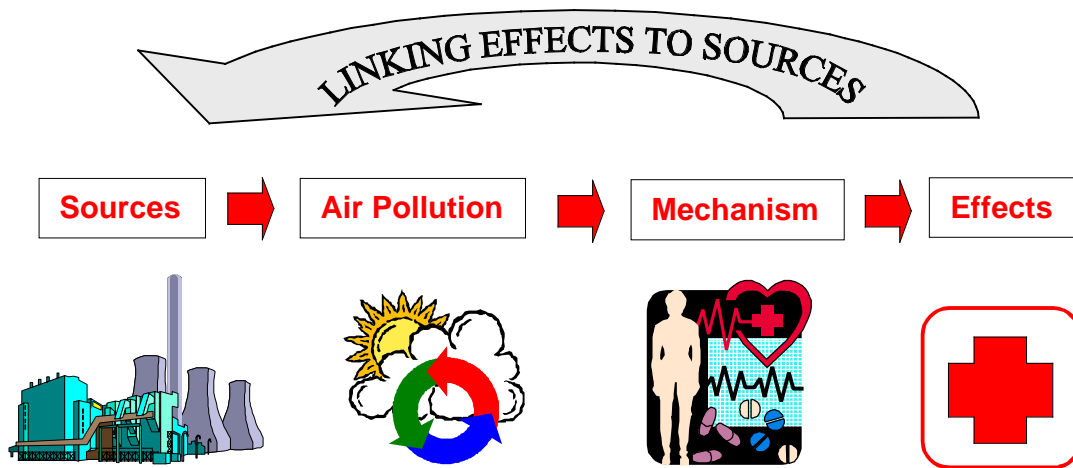 LINKING EFFECTS TO SOURCES
Sources
Air Pollution
Mechanism
Effects